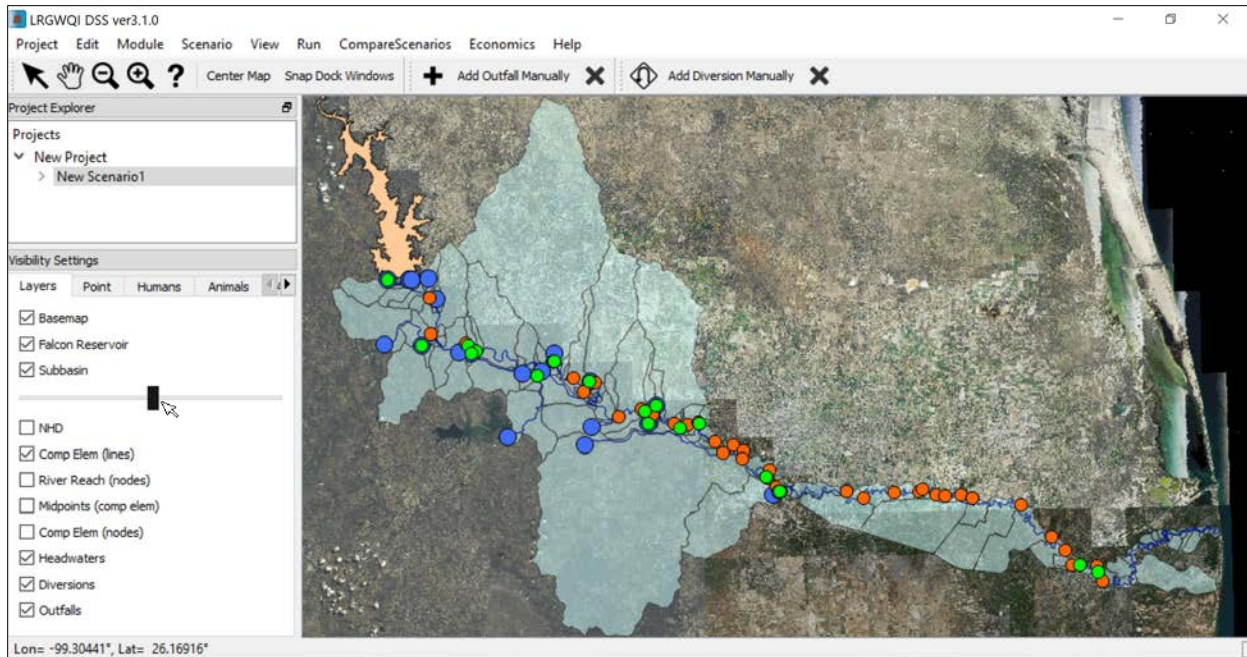 LRGWQI DSS ver3.1.0
Project Edit Module Scenario View Run CompareScenarios Economics Help
? Center Map Snap Dock Windows Add Outfall Manually Add Diversion Manually
Project Explorer
Projects
New Project
New Scenario1
Visibility Settings
Layers Point Humans Animals
Basemap
Falcon Reservoir
Subbasin
NHD
Comp Elem (lines)
River Reach (nodes)
Midpoints (comp elem)
Comp Elem (nodes)
Headwaters
Diversions
Outfalls
Lon= -99.30441°, Lat= 26.16916°